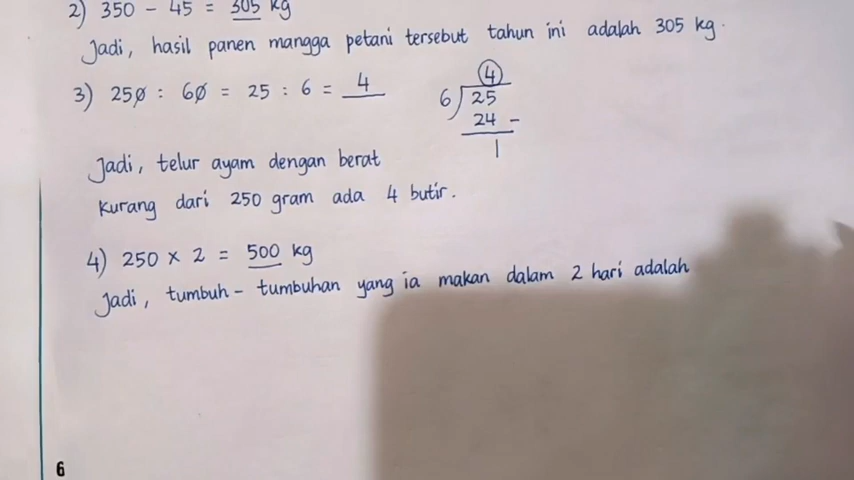 2) 350 - 45 = 305 kg
Jadi, hasil panen mangga petani tersebut tahun ini adalah 305 kg.
3) 250 : 60 = 25 : 6 = 4
4
6 25
24 -
1
Jadi, telur ayam dengan berat
kurang dari 250 gram ada 4 butir.
4) 250 x 2 = 500 kg
Jadi, tumbuh - tumbuhan yang ia makan dalam 2 hari adalah
6